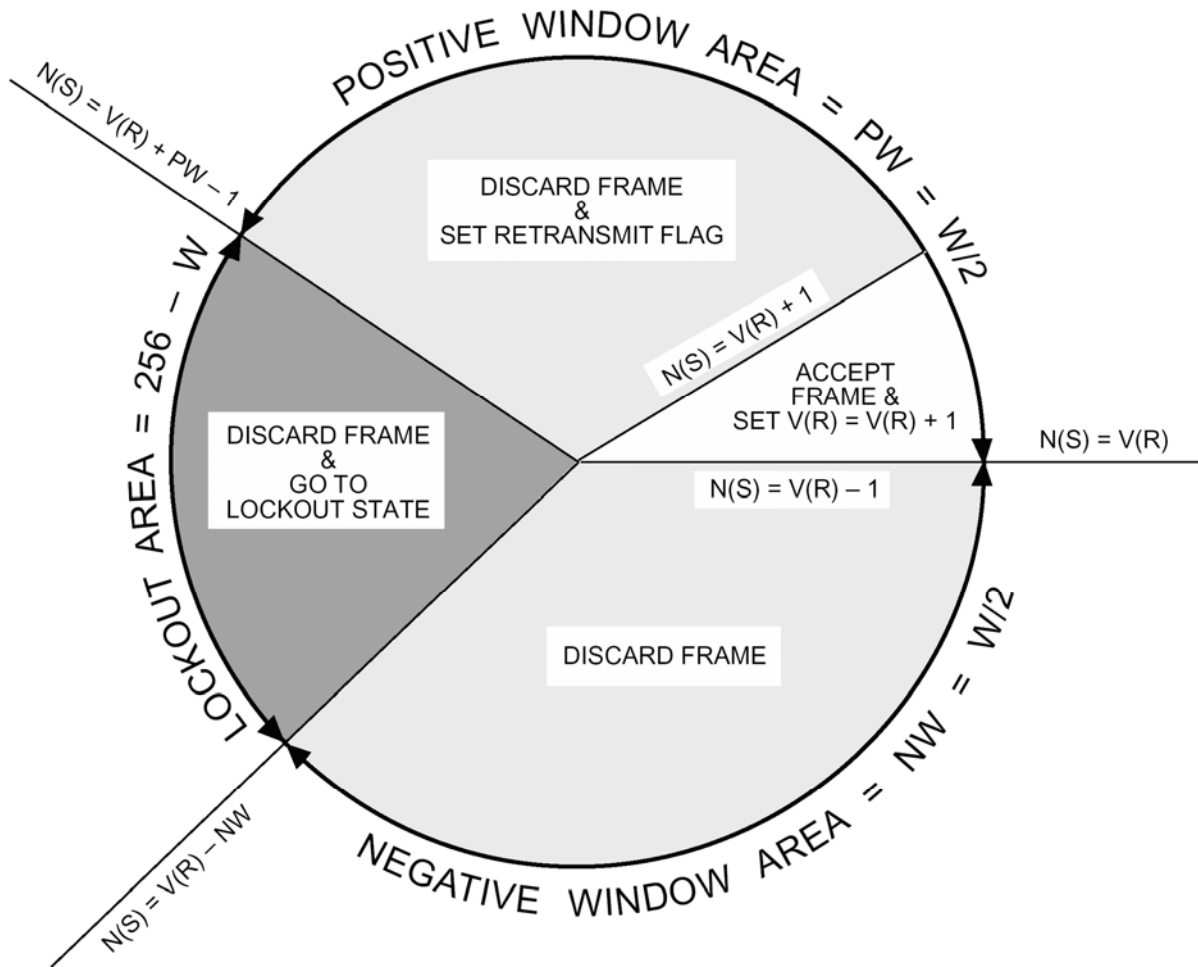 POSITIVE WINDOW AREA = PW = W/2
N(S) = V(R) + PW – 1
DISCARD FRAME
&
SET RETRANSMIT FLAG
N(S) = V(R) + 1
ACCEPT
FRAME &
SET V(R) = V(R) + 1
N(S) = V(R)
LOCKOUT AREA = 256 – W
DISCARD FRAME
&
GO TO
LOCKOUT STATE
N(S) = V(R) – 1
DISCARD FRAME
N(S) = V(R) – NW
NEGATIVE WINDOW AREA = NW = W/2